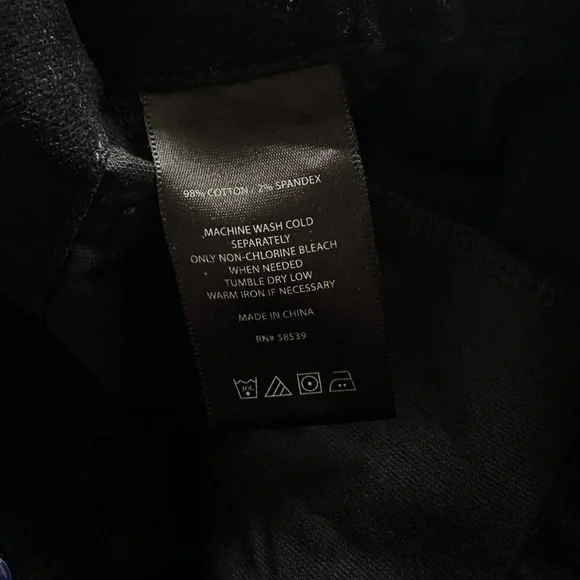 98% COTTON / 2% SPANDEX
MACHINE WASH COLD
SEPARATELY
ONLY NON-CHLORINE BLEACH
WHEN NEEDED
TUMBLE DRY LOW
WARM IRON IF NECESSARY
MADE IN CHINA
RN# 58539
30C